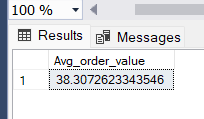 100 %
Results Messages
Avg_order_value
1 38.3072623343546